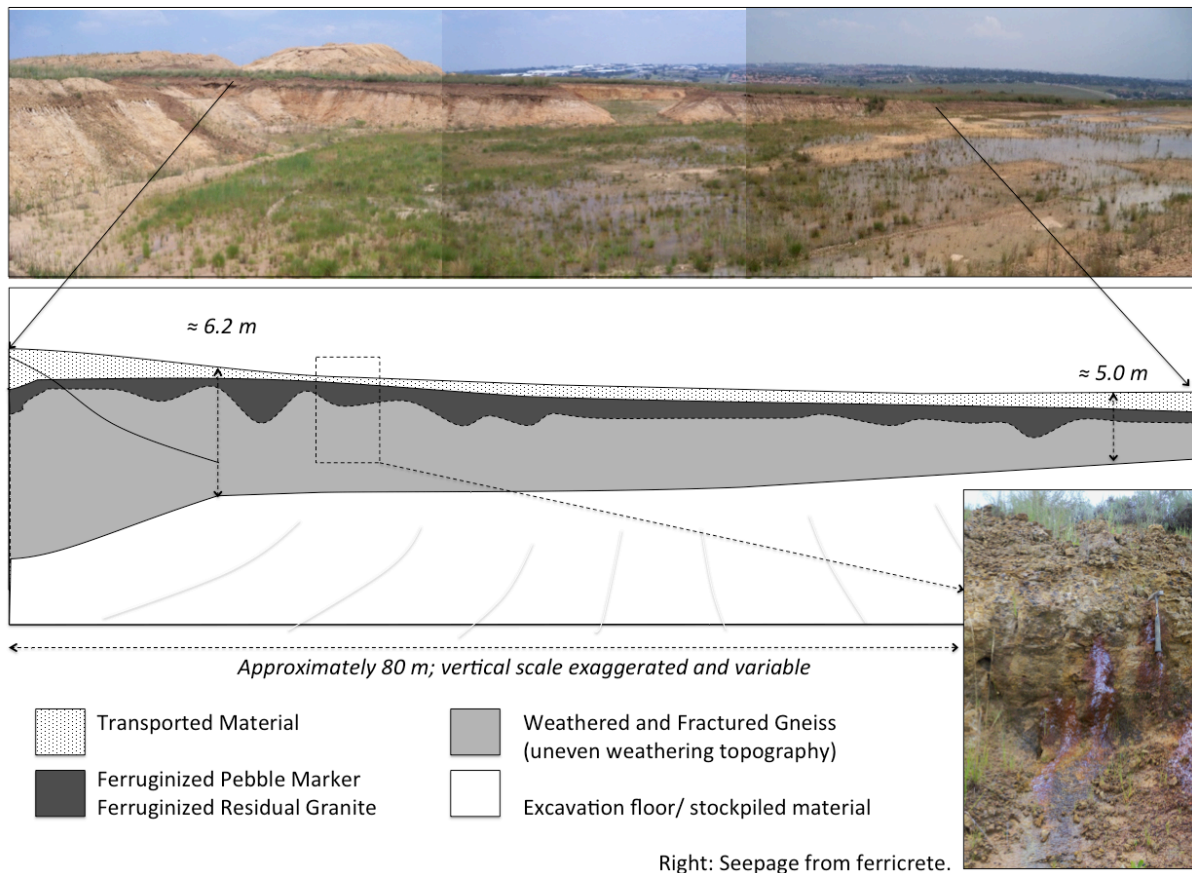 ≈ 6.2 m
≈ 5.0 m
Approximately 80 m; vertical scale exaggerated and variable
Transported Material
Weathered and Fractured Gneiss
(uneven weathering topography)
Ferruginized Pebble Marker
Ferruginized Residual Granite
Excavation floor/ stockpiled material
Right: Seepage from ferricrete.